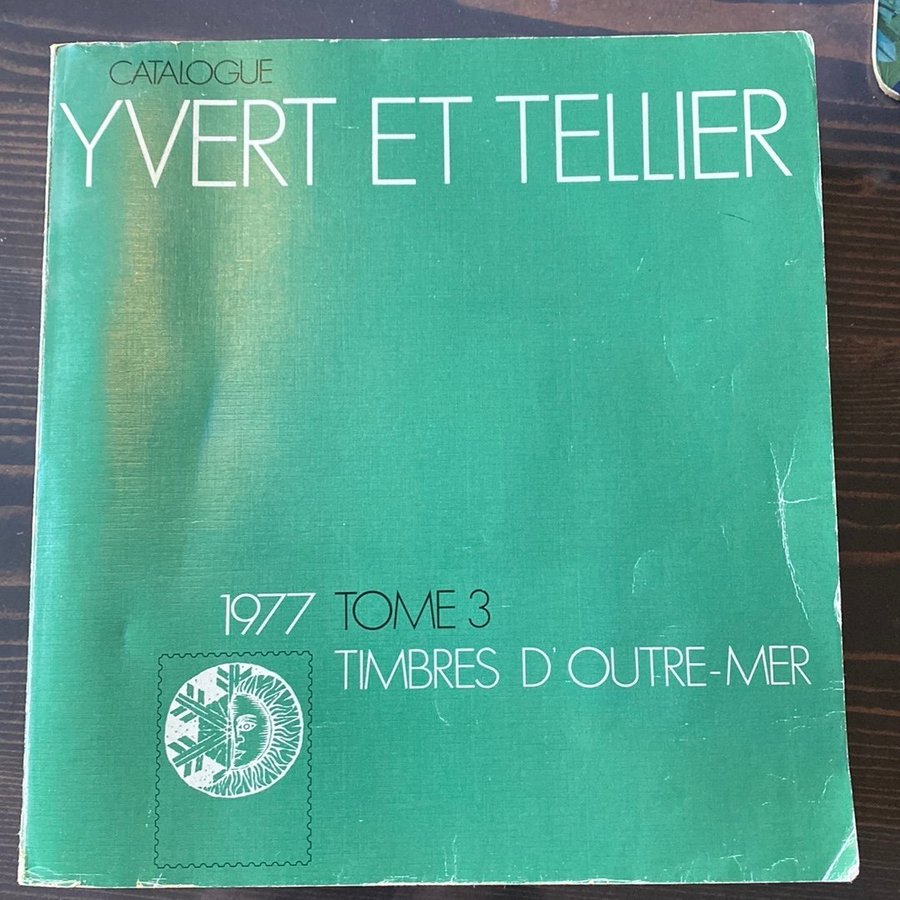 CATALOGUE
YVERT ET TELLIER
1977 TOME 3
TIMBRES D'OUTRE-MER